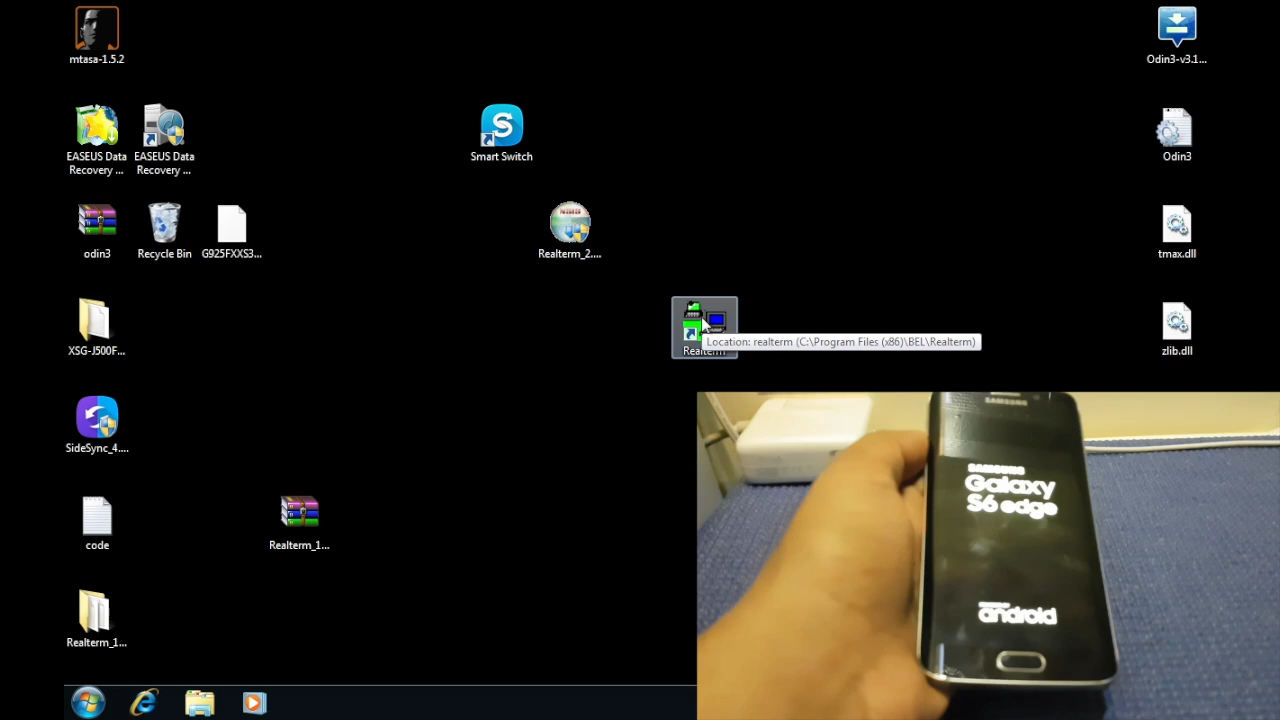 mtasa-1.5.2
Odin3-v3.1...
EASEUS Data
Recovery ...
EASEUS Data
Recovery ...
Smart Switch
Odin3
odin3
Recycle Bin
G925FXXS3...
Realterm_2....
tmax.dll
XSG-J500F...
Realterm
Location: realterm (C:\Program Files (x86)\BEL\Realterm)
zlib.dll
SideSync_4....
code
Realterm_1...
Realterm_1...
SAMSUNG
SAMSUNG
Galaxy
S6 edge
android